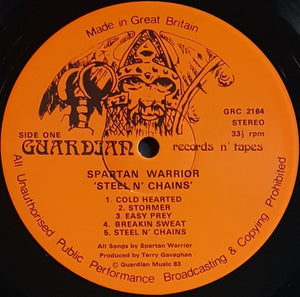 Made in Great Britain
GRC 2164
STEREO
33⅓ rpm
SIDE ONE
GUARDIAN records n' tapes
SPARTAN WARRIOR
'STEEL N' CHAINS'
1. COLD HEARTED
2. STORMER
3. EASY PREY
4. BREAKIN SWEAT
5. STEEL N' CHAINS
All Songs by Spartan Warrior
Produced by Terry Gavaghan
© Guardian Music 83
All Unauthorised Public Performance Broadcasting & Copying Prohibited